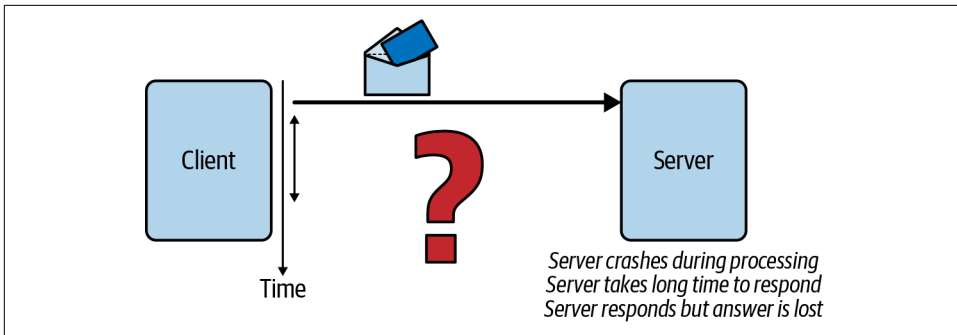 Client
Server
Time
Server crashes during processing
Server takes long time to respond
Server responds but answer is lost